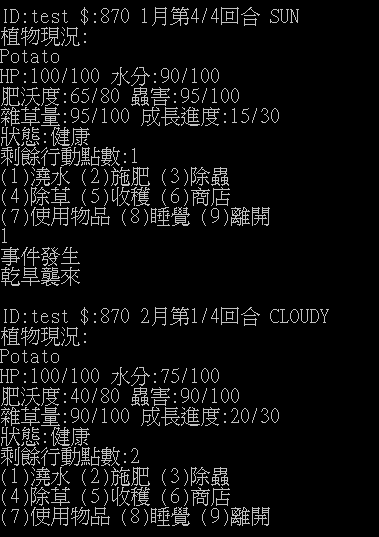 ID:test $:870 1月第4/4回合 SUN
植物現況:
Potato
HP:100/100 水分:90/100
肥沃度:65/80 蟲害:95/100
雜草量:95/100 成長進度:15/30
狀態:健康
剩餘行動點數:1
(1)澆水 (2)施肥 (3)除蟲
(4)除草 (5)收穫 (6)商店
(7)使用物品 (8)睡覺 (9)離開
1
事件發生
乾旱襲來
ID:test $:870 2月第1/4回合 CLOUDY
植物現況:
Potato
HP:100/100 水分:75/100
肥沃度:40/80 蟲害:90/100
雜草量:90/100 成長進度:20/30
狀態:健康
剩餘行動點數:2
(1)澆水 (2)施肥 (3)除蟲
(4)除草 (5)收穫 (6)商店
(7)使用物品 (8)睡覺 (9)離開